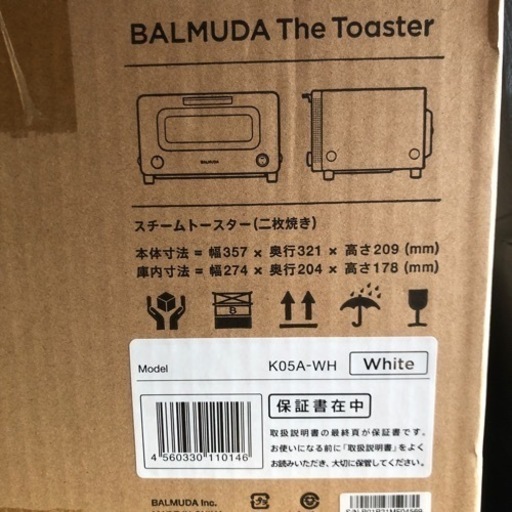 BALMUDA The Toaster
BALMUDA
スチームトースター(二枚焼き)
本体寸法 = 幅357 × 奥行321 × 高さ209 (mm)
庫内寸法 = 幅274 × 奥行204 × 高さ178 (mm)
B
Model K05A-WH White
保証書在中
取扱説明書の最終頁が保証書です。
お使いになる前に「取扱説明書」をよく
お読みいただき、大切に保管してください。
4 560330 110146
BALMUDA Inc.